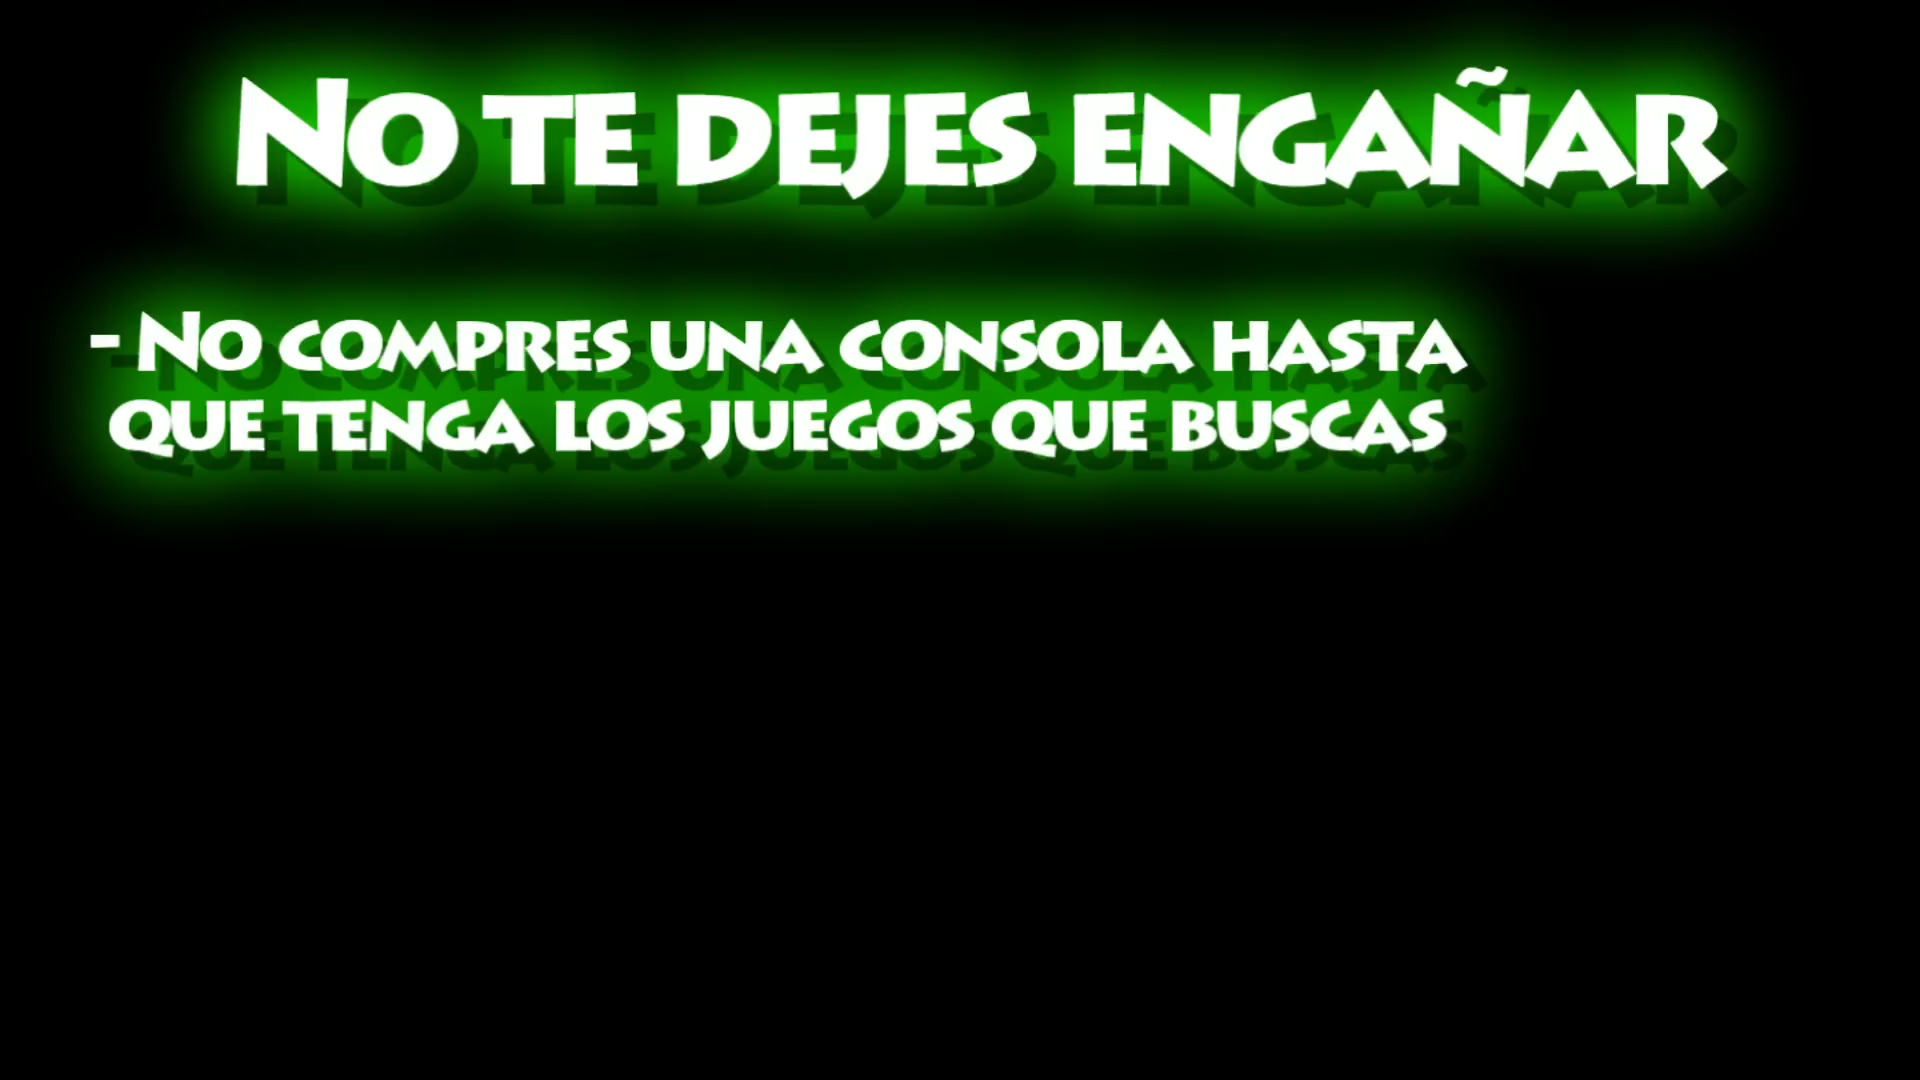 No te dejes engañar
- No compres una consola hasta
que tenga los juegos que buscas